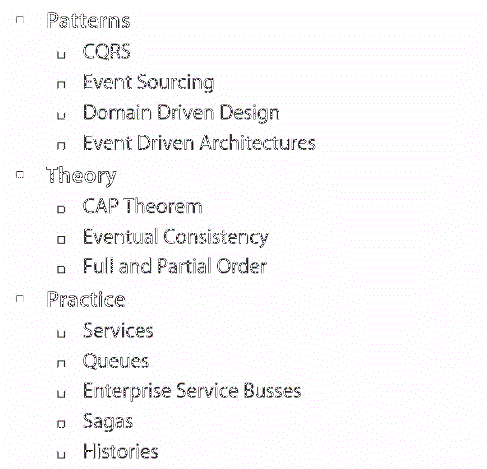 Patterns
CQRS
Event Sourcing
Domain Driven Design
Event Driven Architectures
Theory
CAP Theorem
Eventual Consistency
Full and Partial Order
Practice
Services
Queues
Enterprise Service Busses
Sagas
Histories